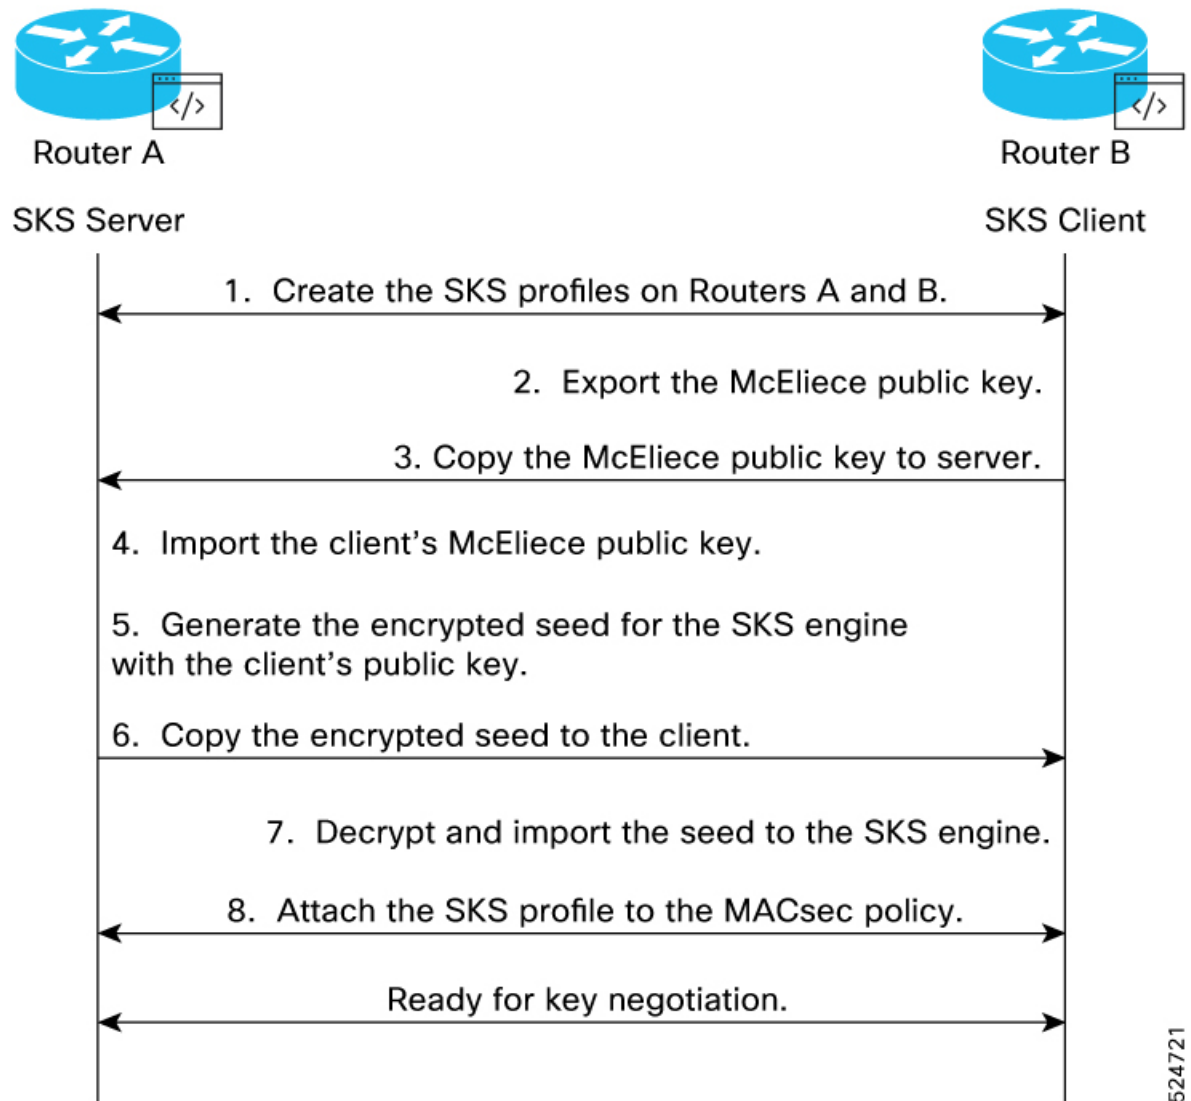 </>
</>
Router A
Router B
SKS Server
SKS Client
1. Create the SKS profiles on Routers A and B.
2. Export the McEliece public key.
3. Copy the McEliece public key to server.
4. Import the client's McEliece public key.
5. Generate the encrypted seed for the SKS engine
with the client's public key.
6. Copy the encrypted seed to the client.
7. Decrypt and import the seed to the SKS engine.
8. Attach the SKS profile to the MACsec policy.
Ready for key negotiation.
524721